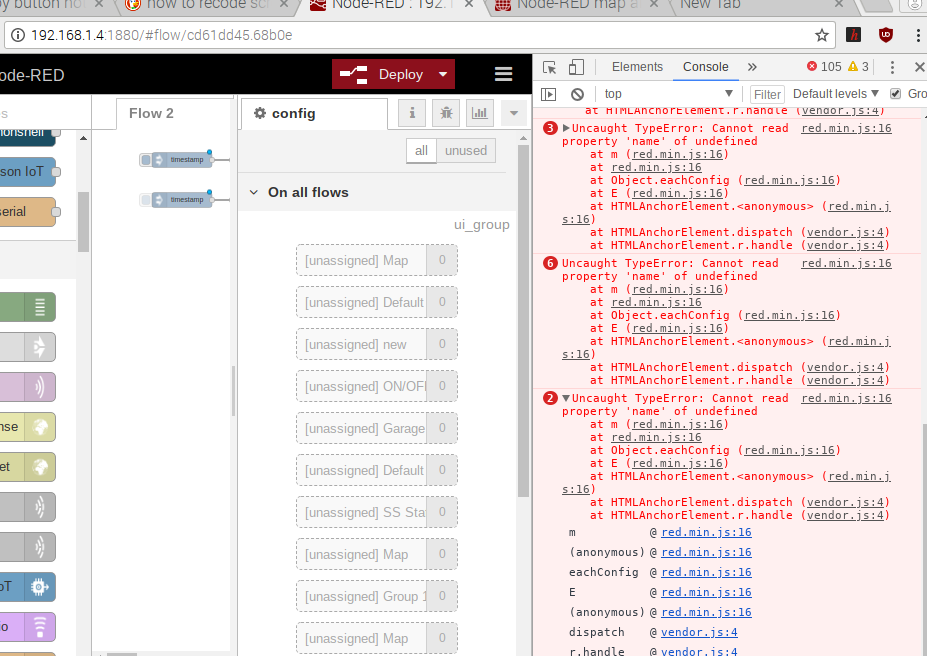 how to recode sc
Node-RED : 192.1
Node-RED map a
New Tab
192.168.1.4:1880/#flow/cd61dd45.68b0e
ode-RED
Deploy
Elements
Console
105
3
top
Filter
Default levels
Gro
Flow 2
config
all
unused
On all flows
ui_group
timestamp
timestamp
son IoT
serial
nse
et
oT
io
[unassigned] Map 0
[unassigned] Default 0
[unassigned] new 0
[unassigned] ON/OF 0
[unassigned] Garage 0
[unassigned] Default 0
[unassigned] SS Sta 0
[unassigned] Map 0
[unassigned] Group 1 0
[unassigned] Map 0
at HTMLAnchorElement.r.handle (vendor.js:4)
3 Uncaught TypeError: Cannot read red.min.js:16
property 'name' of undefined
at m (red.min.js:16)
at red.min.js:16
at Object.eachConfig (red.min.js:16)
at E (red.min.js:16)
at HTMLAnchorElement.<anonymous> (red.min.j
s:16)
at HTMLAnchorElement.dispatch (vendor.js:4)
at HTMLAnchorElement.r.handle (vendor.js:4)
6 Uncaught TypeError: Cannot read red.min.js:16
property 'name' of undefined
at m (red.min.js:16)
at red.min.js:16
at Object.eachConfig (red.min.js:16)
at E (red.min.js:16)
at HTMLAnchorElement.<anonymous> (red.min.j
s:16)
at HTMLAnchorElement.dispatch (vendor.js:4)
at HTMLAnchorElement.r.handle (vendor.js:4)
2 Uncaught TypeError: Cannot read red.min.js:16
property 'name' of undefined
at m (red.min.js:16)
at red.min.js:16
at Object.eachConfig (red.min.js:16)
at E (red.min.js:16)
at HTMLAnchorElement.<anonymous> (red.min.j
s:16)
at HTMLAnchorElement.dispatch (vendor.js:4)
at HTMLAnchorElement.r.handle (vendor.js:4)
m @ red.min.js:16
(anonymous) @ red.min.js:16
eachConfig @ red.min.js:16
E @ red.min.js:16
(anonymous) @ red.min.js:16
dispatch @ vendor.js:4
r.handle @ vendor.js:4